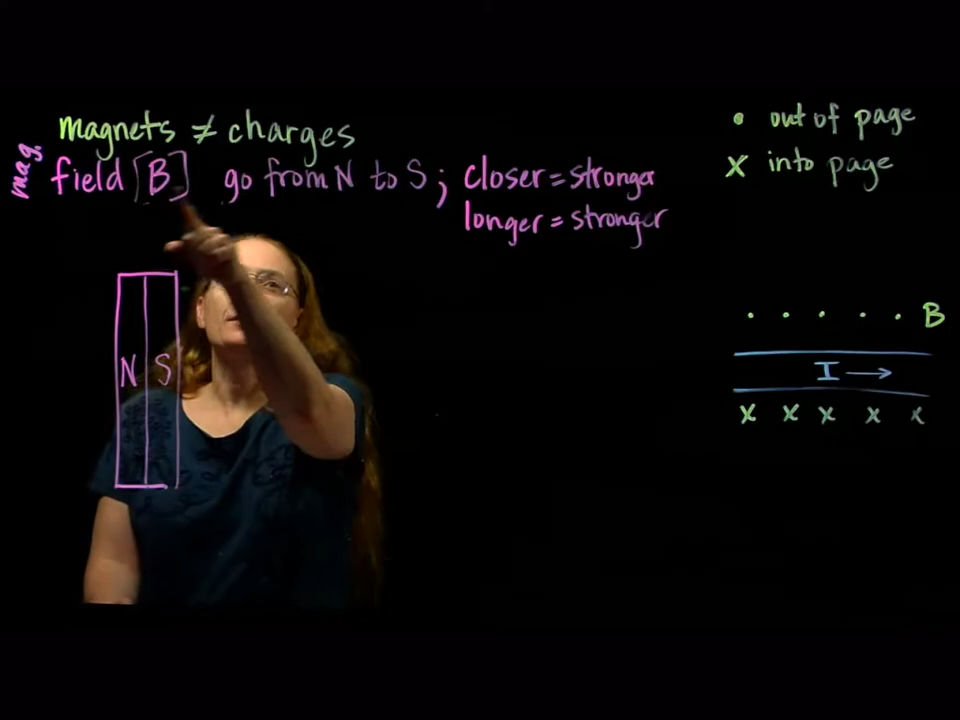 magnets ≠ charges
mag. field [B] go from N to S; closer = stronger
longer = stronger
• out of page
x into page
N S
. . . . . B
I →
x x x x x